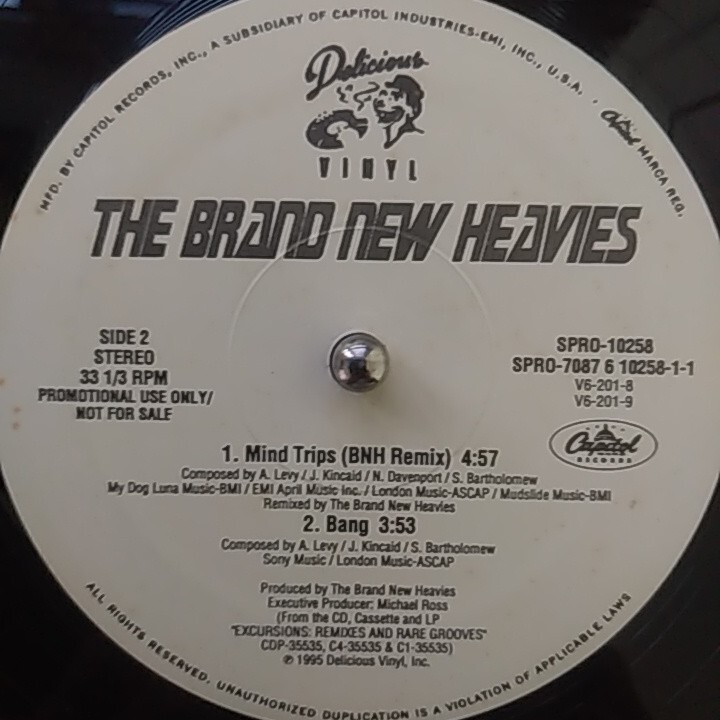 MFD. BY CAPITOL RECORDS, INC., A SUBSIDIARY OF CAPITOL INDUSTRIES-EMI, INC., U.S.A. . Capitol MARCA REG.
Delicious
VINYL
THE BRAND NEW HEAVIES
SIDE 2
STEREO
33 1/3 RPM
PROMOTIONAL USE ONLY/
NOT FOR SALE
SPRO-10258
SPRO-7087 6 10258-1-1
V6-201-8
V6-201-9
Capitol
RECORDS
1. Mind Trips (BNH Remix) 4:57
Composed by A. Levy / J. Kincaid / N. Davenport / S. Bartholomew
My Dog Luna Music-BMI / EMI April Music Inc. / London Music-ASCAP / Mudslide Music-BMI
Remixed by The Brand New Heavies
2. Bang 3:53
Composed by A. Levy / J. Kincaid / S. Bartholomew
Sony Music / London Music-ASCAP
Produced by The Brand New Heavies
Executive Producer: Michael Ross
(From the CD, Cassette and LP
"EXCURSIONS: REMIXES AND RARE GROOVES"
CDP-35535, C4-35535 & C1-35535)
℗ 1995 Delicious Vinyl, Inc.
ALL RIGHTS RESERVED. UNAUTHORIZED DUPLICATION IS A VIOLATION OF APPLICABLE LAWS